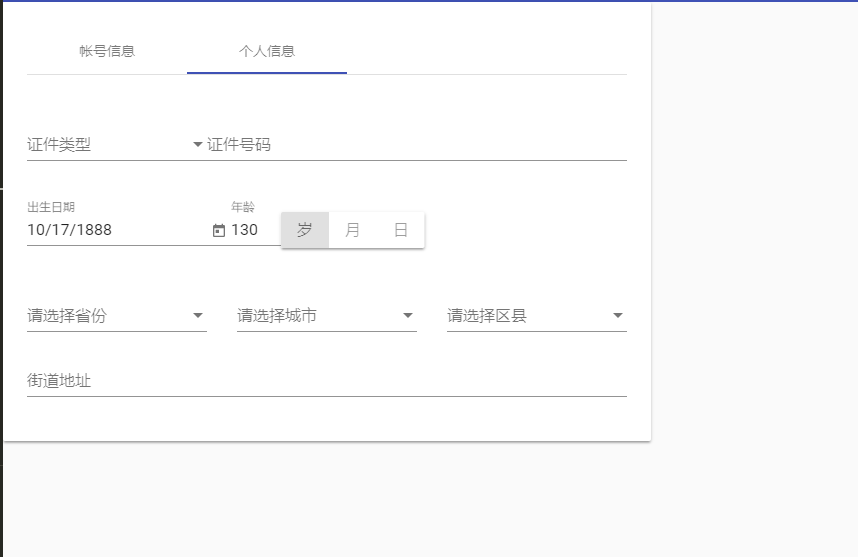 帐号信息 个人信息
证件类型 证件号码
出生日期 年龄
10/17/1888 130 岁 月 日
请选择省份 请选择城市 请选择区县
街道地址